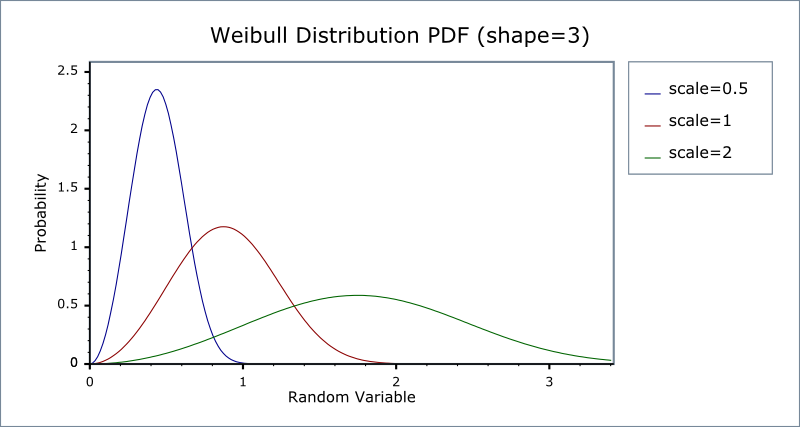 Weibull Distribution PDF (shape=3)
2.5
2
1.5
1
0.5
0
Probability
0 1 2 3
Random Variable
scale=0.5
scale=1
scale=2